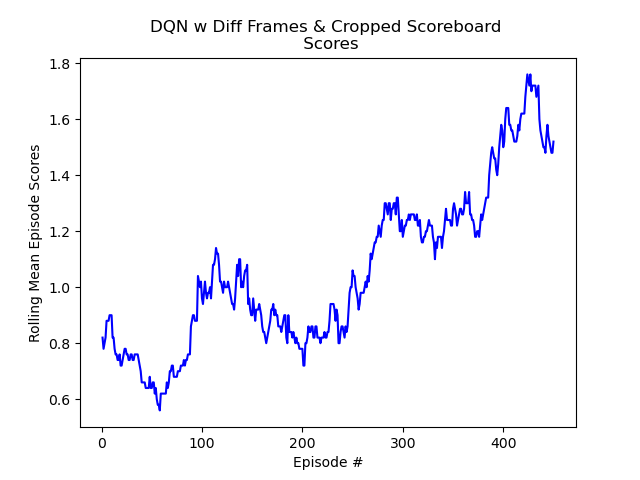 DQN w Diff Frames & Cropped Scoreboard
Scores
1.8
1.6
1.4
1.2
1.0
0.8
0.6
Rolling Mean Episode Scores
0 100 200 300 400
Episode #